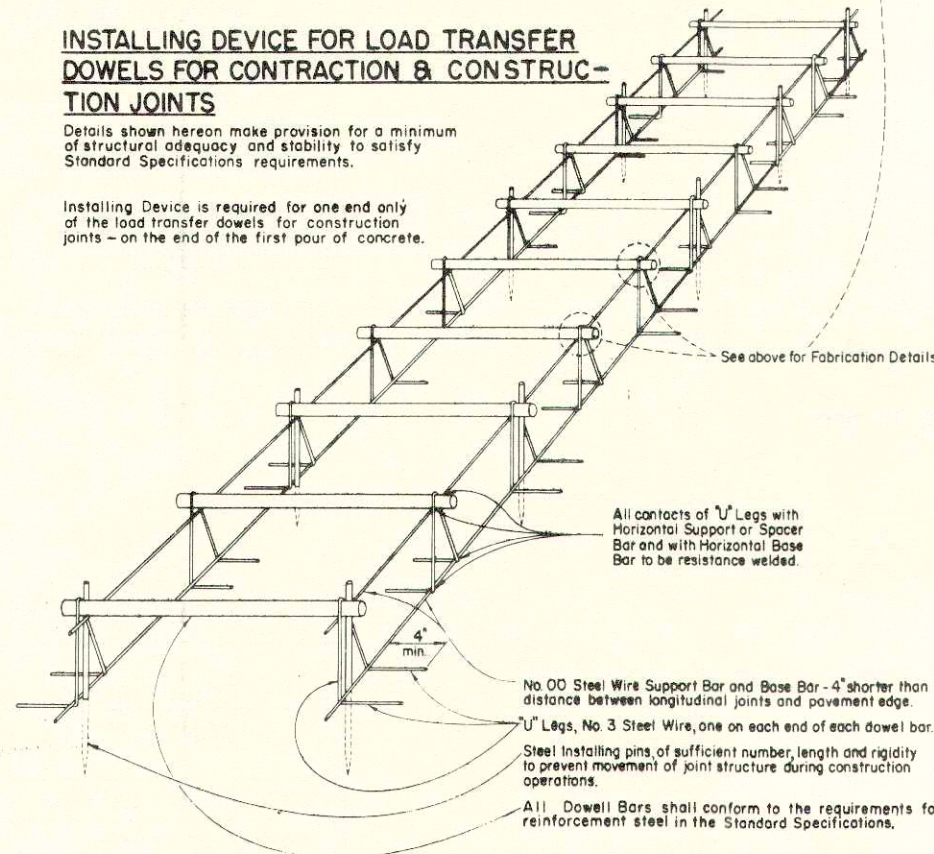 INSTALLING DEVICE FOR LOAD TRANSFER
DOWELS FOR CONTRACTION & CONSTRUC-
TION JOINTS
Details shown hereon make provision for a minimum
of structural adequacy and stability to satisfy
Standard Specifications requirements.
Installing Device is required for one end only
of the load transfer dowels for construction
joints - on the end of the first pour of concrete.
See above for Fabrication Details
All contacts of "U" Legs with
Horizontal Support or Spacer
Bar and with Horizontal Base
Bar to be resistance welded.
4"
min.
No. 00 Steel Wire Support Bar and Base Bar - 4" shorter than
distance between longitudinal joints and pavement edge.
"U" Legs, No. 3 Steel Wire, one on each end of each dowel bar.
Steel Installing pins, of sufficient number, length and rigidity
to prevent movement of joint structure during construction
operations.
All Dowell Bars shall conform to the requirements fo
reinforcement steel in the Standard Specifications.